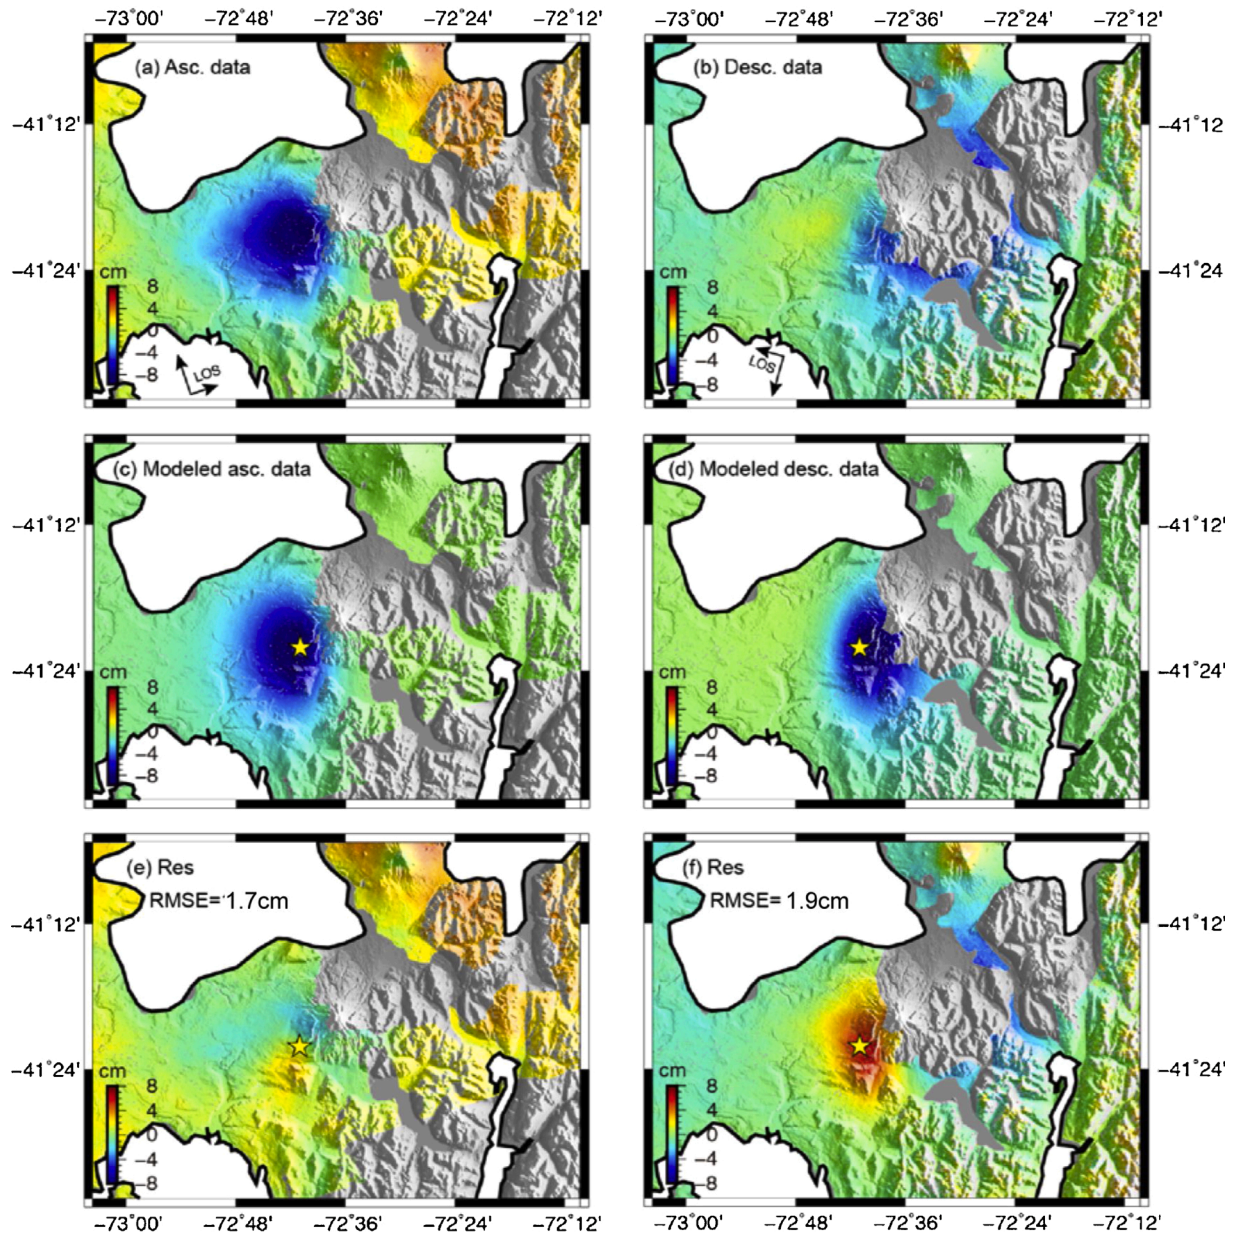 −73˚00' −72˚48' −72˚36' −72˚24' −72˚12' −73˚00' −72˚48' −72˚36' −72˚24' −72˚12'
(a) Asc. data (b) Desc. data
−41˚12' −41˚12
−41˚24' −41˚24
cm cm
8 8
4 4
0 0
−4 −4
−8 −8
LOS LOS
(c) Modeled asc. data (d) Modeled desc. data
−41˚12' −41˚12'
−41˚24' −41˚24'
cm cm
8 8
4 4
0 0
−4 −4
−8 −8
(e) Res (f) Res
RMSE= 1.7cm RMSE= 1.9cm
−41˚12' −41˚12'
−41˚24' −41˚24'
cm cm
8 8
4 4
0 0
−4 −4
−8 −8
−73˚00' −72˚48' −72˚36' −72˚24' −72˚12' −73˚00' −72˚48' −72˚36' −72˚24' −72˚12'